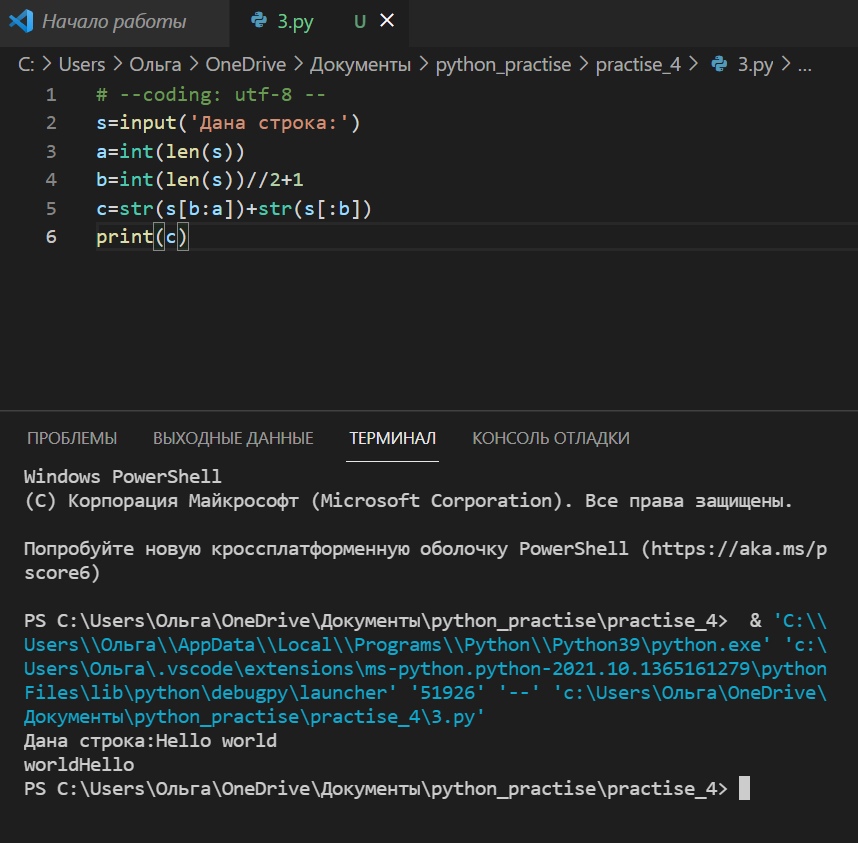 Начало работы 3.py U
C: > Users > Ольга > OneDrive > Документы > python_practise > practise_4 > 3.py > ...
1 # --coding: utf-8 --
2 s=input('Дана строка:')
3 a=int(len(s))
4 b=int(len(s))//2+1
5 c=str(s[b:a])+str(s[:b])
6 print(c)
ПРОБЛЕМЫ ВЫХОДНЫЕ ДАННЫЕ ТЕРМИНАЛ КОНСОЛЬ ОТЛАДКИ
Windows PowerShell
(C) Корпорация Майкрософт (Microsoft Corporation). Все права защищены.
Попробуйте новую кроссплатформенную оболочку PowerShell (https://aka.ms/p
score6)
PS C:\Users\Ольга\OneDrive\Документы\python_practise\practise_4>  & 'C:\\
Users\\Ольга\\AppData\\Local\\Programs\\Python\\Python39\python.exe' 'c:\
Users\Ольга\.vscode\extensions\ms-python.python-2021.10.1365161279\python
Files\lib\python\debugpy\launcher' '51926' '--' 'c:\Users\Ольга\OneDrive\
Документы\python_practise\practise_4\3.py'
Дана строка:Hello world
worldHello
PS C:\Users\Ольга\OneDrive\Документы\python_practise\practise_4>